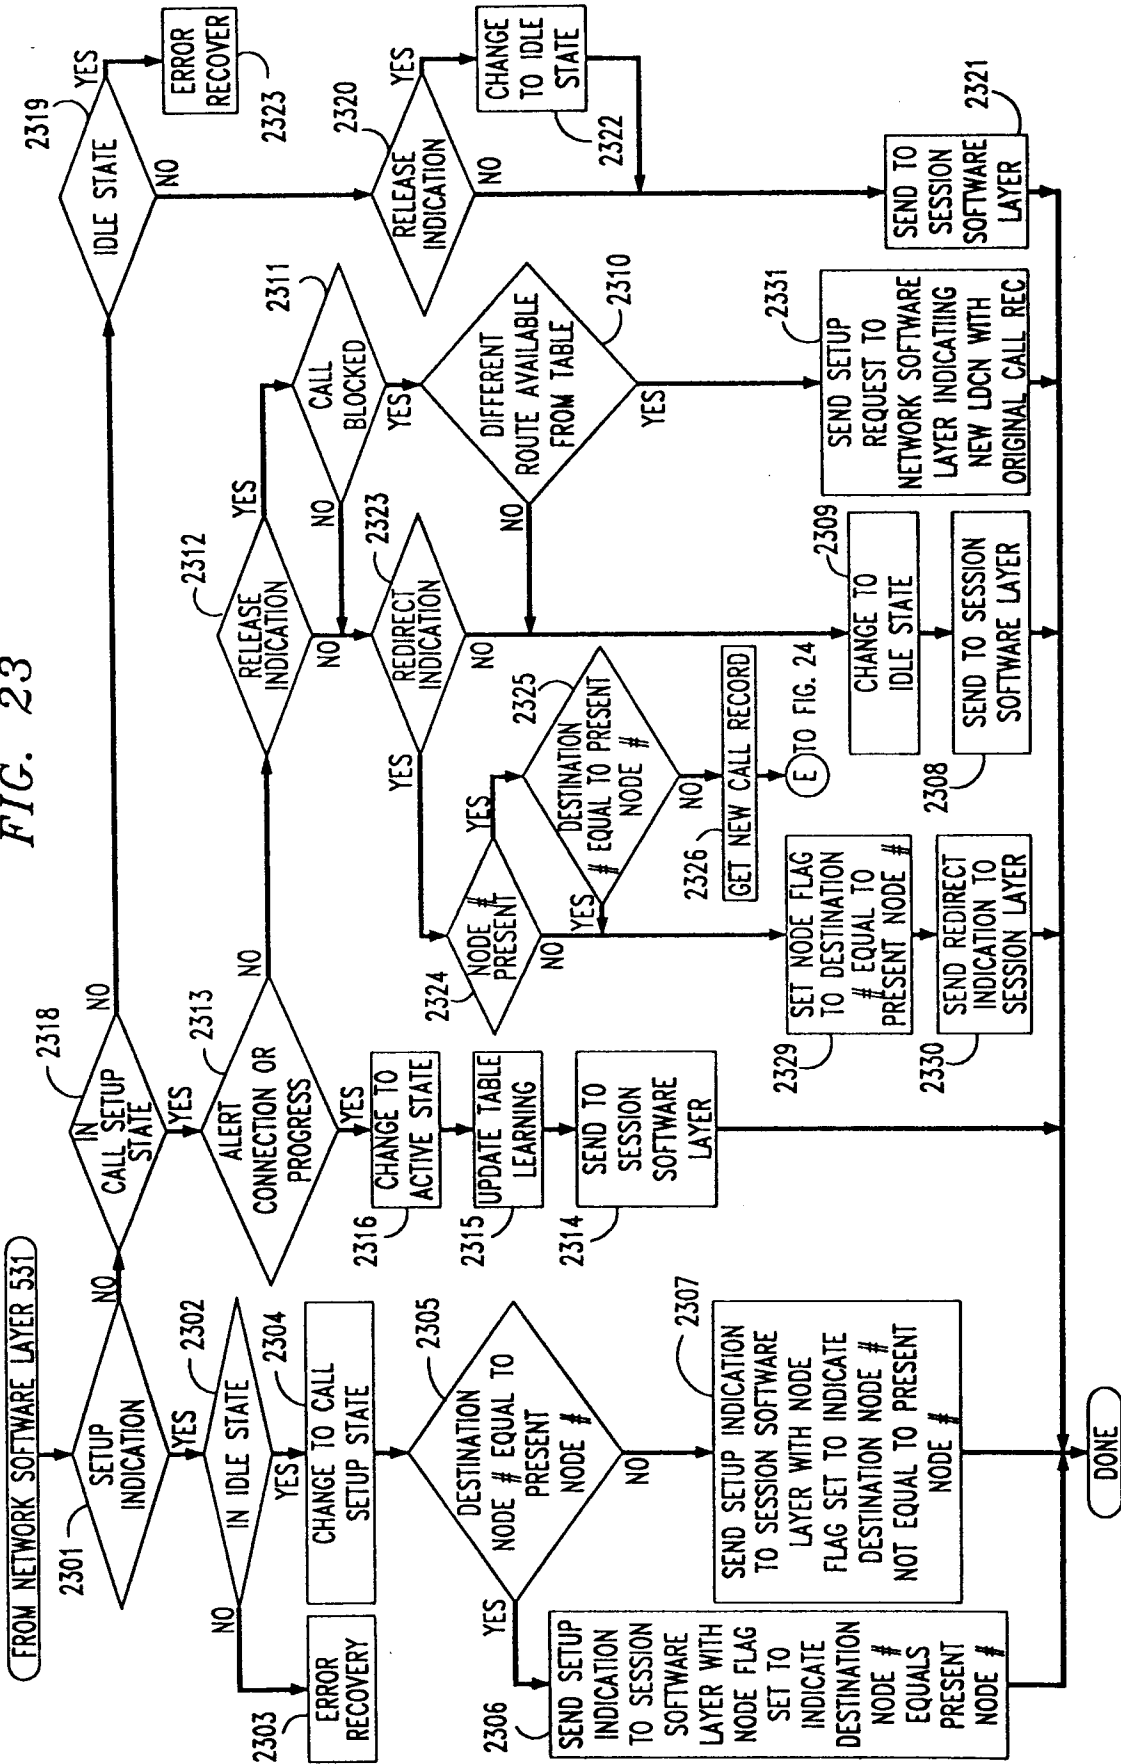 FIG. 23
FROM NETWORK SOFTWARE LAYER 531
2301
SETUP
INDICATION
NO
YES
2302
IN IDLE STATE
NO
YES
2303
ERROR
RECOVERY
2304
CHANGE TO CALL
SETUP STATE
2305
DESTINATION
NODE # EQUAL TO
PRESENT
NODE #
YES
NO
2306
SEND SETUP
INDICATION
TO SESSION
SOFTWARE
LAYER WITH
NODE FLAG
SET TO
INDICATE
DESTINATION
NODE #
EQUALS
PRESENT
NODE #
2307
SEND SETUP INDICATION
TO SESSION SOFTWARE
LAYER WITH NODE
FLAG SET TO INDICATE
DESTINATION NODE #
NOT EQUAL TO PRESENT
NODE #
2318
IN
CALL SETUP
STATE
NO
YES
2313
ALERT
CONNECTION OR
PROGRESS
NO
YES
2316
CHANGE TO
ACTIVE STATE
2315
UPDATE TABLE
LEARNING
2314
SEND TO
SESSION
SOFTWARE
LAYER
2312
RELEASE
INDICATION
YES
NO
2311
CALL
BLOCKED
NO
YES
2323
REDIRECT
INDICATION
YES
NO
2310
DIFFERENT
ROUTE AVAILABLE
FROM TABLE
NO
YES
2324
NODE #
PRESENT
YES
NO
2325
DESTINATION
# EQUAL TO PRESENT
NODE #
YES
NO
2326
GET NEW CALL RECORD
E
TO FIG. 24
2329
SET NODE FLAG
TO DESTINATION
# EQUAL TO
PRESENT NODE #
2330
SEND REDIRECT
INDICATION TO
SESSION LAYER
2309
CHANGE TO
IDLE STATE
2308
SEND TO SESSION
SOFTWARE LAYER
2331
SEND SETUP
REQUEST TO
NETWORK SOFTWARE
LAYER INDICATIING
NEW LDCN WITH
ORIGINAL CALL REC.
2319
IDLE STATE
YES
NO
ERROR
RECOVER
2323
2320
RELEASE
INDICATION
YES
NO
CHANGE
TO IDLE
STATE
2322
2321
SEND TO
SESSION
SOFTWARE
LAYER
DONE